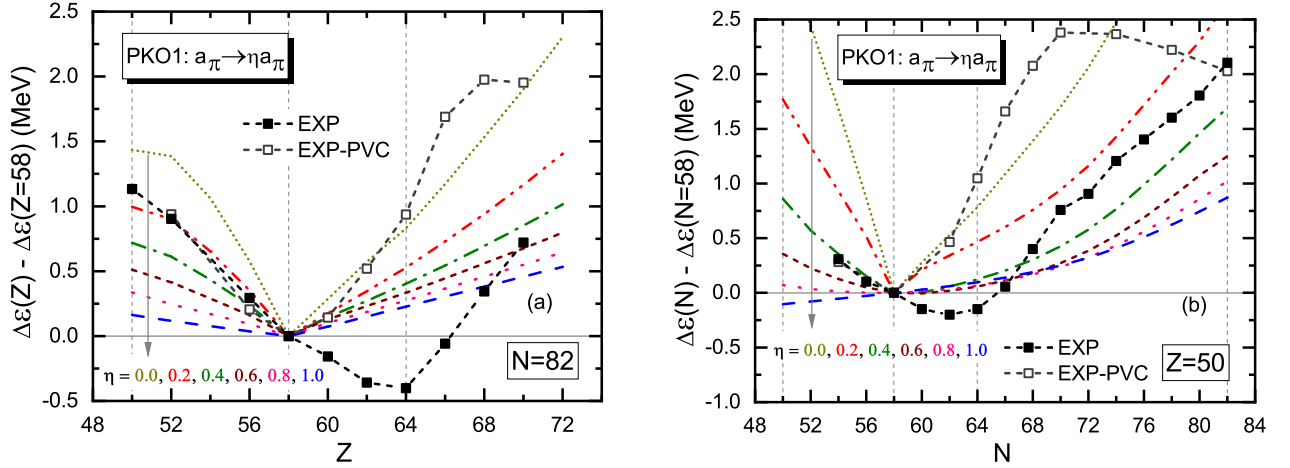 2.5
2.0
1.5
1.0
0.5
0.0
-0.5
Δε(Z) - Δε(Z=58) (MeV)
PKO1: aπ→ηaπ
EXP
EXP-PVC
(a)
η = 0.0, 0.2, 0.4, 0.6, 0.8, 1.0
N=82
48 52 56 60 64 68 72
Z
2.5
2.0
1.5
1.0
0.5
0.0
-0.5
-1.0
Δε(N) - Δε(N=58) (MeV)
PKO1: aπ→ηaπ
(b)
η = 0.0, 0.2, 0.4, 0.6, 0.8, 1.0
EXP
EXP-PVC
Z=50
48 52 56 60 64 68 72 76 80 84
N